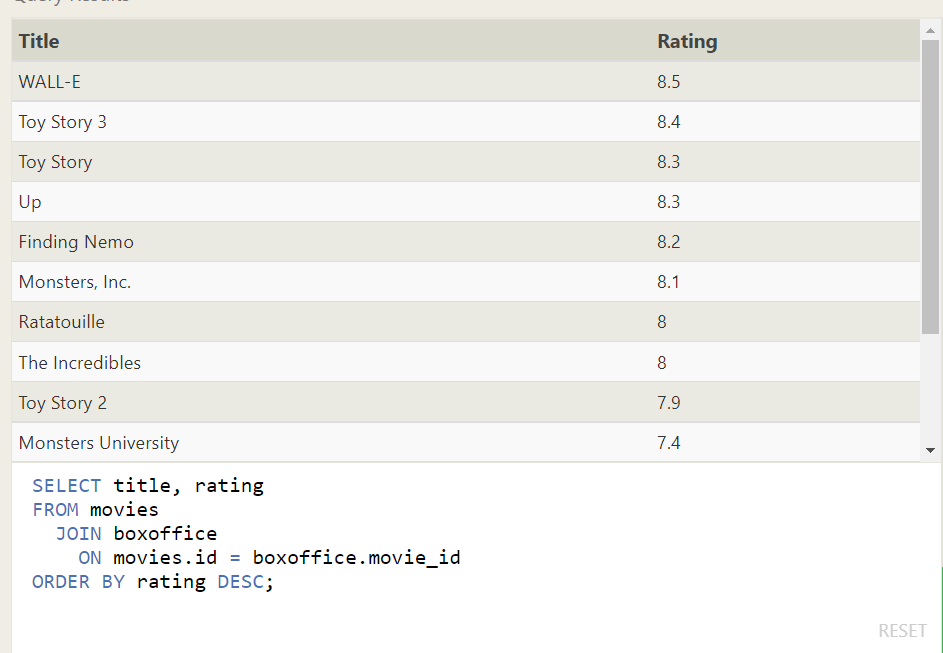 Query Results
Title Rating
WALL-E 8.5
Toy Story 3 8.4
Toy Story 8.3
Up 8.3
Finding Nemo 8.2
Monsters, Inc. 8.1
Ratatouille 8
The Incredibles 8
Toy Story 2 7.9
Monsters University 7.4
SELECT title, rating
FROM movies
JOIN boxoffice
ON movies.id = boxoffice.movie_id
ORDER BY rating DESC;
RESET